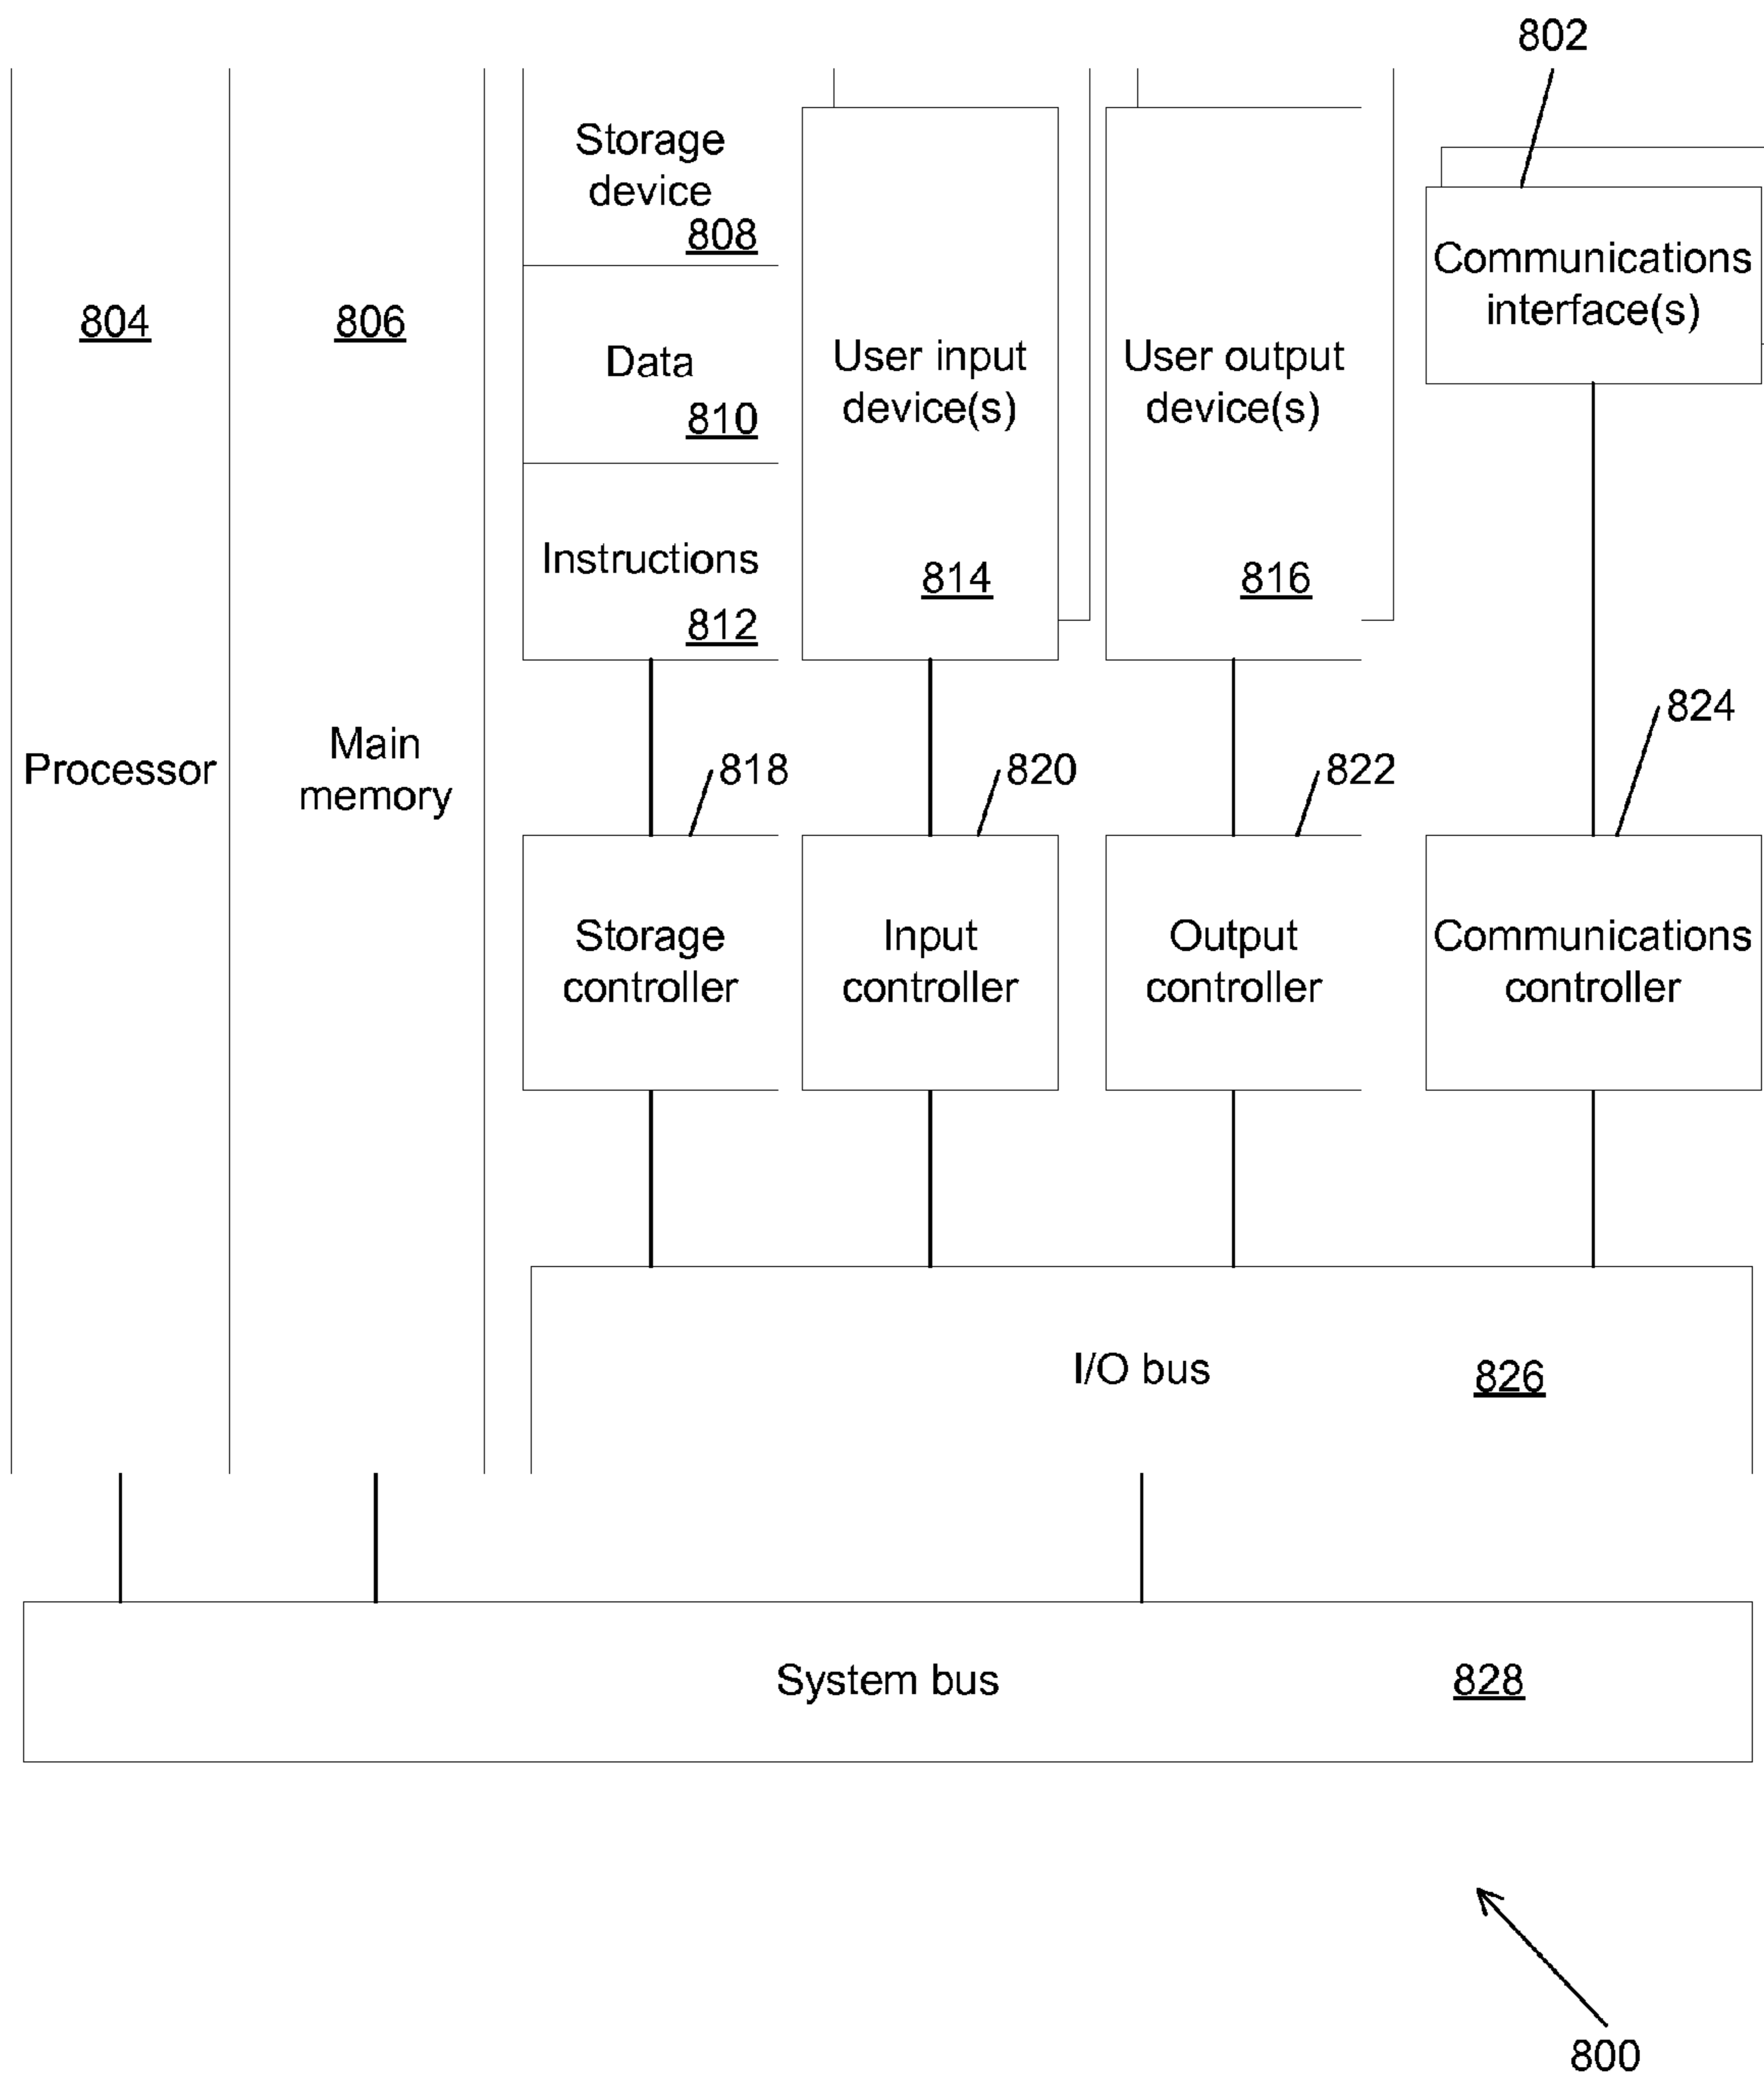 802
Storage
device
808
Communications
interface(s)
804
806
Data
810
User input
device(s)
User output
device(s)
Instructions
812
814
816
824
Processor
Main
memory
818
820
822
Storage
controller
Input
controller
Output
controller
Communications
controller
I/O bus
826
System bus
828
800